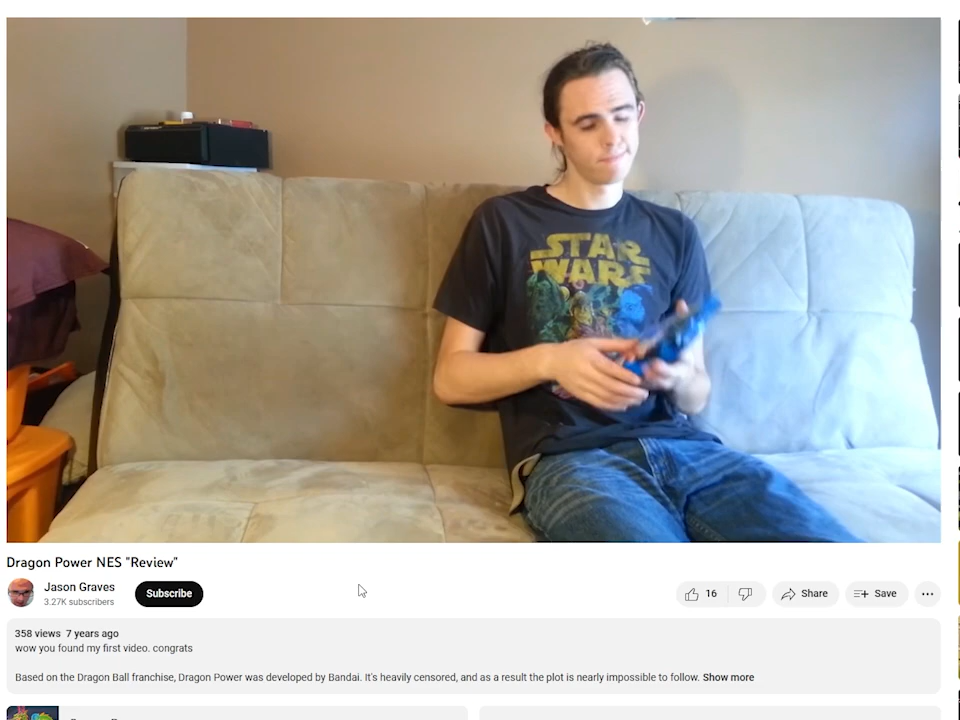 STAR
WARS
Dragon Power NES "Review"
Jason Graves
3.27K subscribers
Subscribe
16
Share
Save
358 views 7 years ago
wow you found my first video. congrats
Based on the Dragon Ball franchise, Dragon Power was developed by Bandai. It's heavily censored, and as a result the plot is nearly impossible to follow. Show more